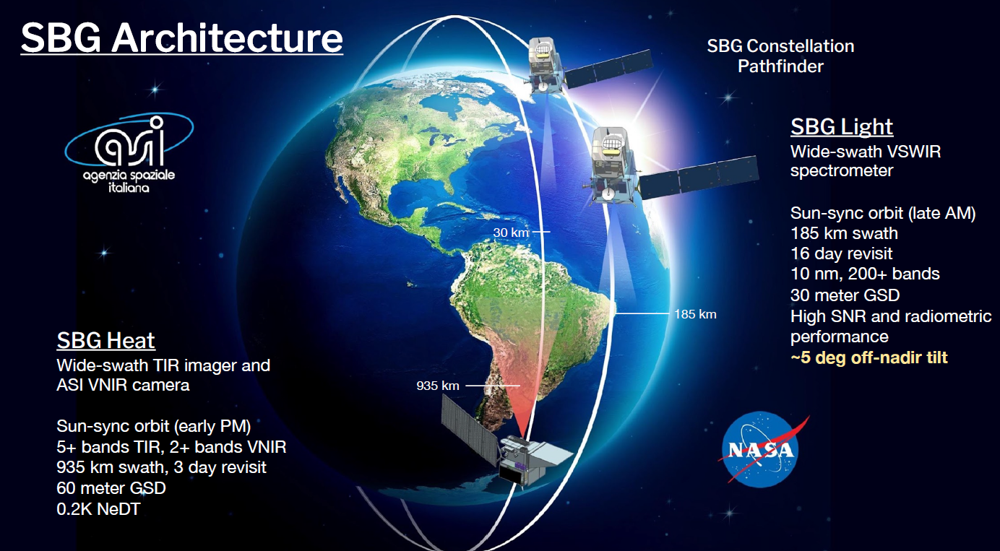 SBG Architecture
SBG Constellation
Pathfinder
asi
agenzia spaziale
italiana
SBG Light
Wide-swath VSWIR
spectrometer
Sun-sync orbit (late AM)
185 km swath
16 day revisit
10 nm, 200+ bands
30 meter GSD
High SNR and radiometric
performance
~5 deg off-nadir tilt
30 km
185 km
935 km
SBG Heat
Wide-swath TIR imager and
ASI VNIR camera
Sun-sync orbit (early PM)
5+ bands TIR, 2+ bands VNIR
935 km swath, 3 day revisit
60 meter GSD
0.2K NeDT
NASA